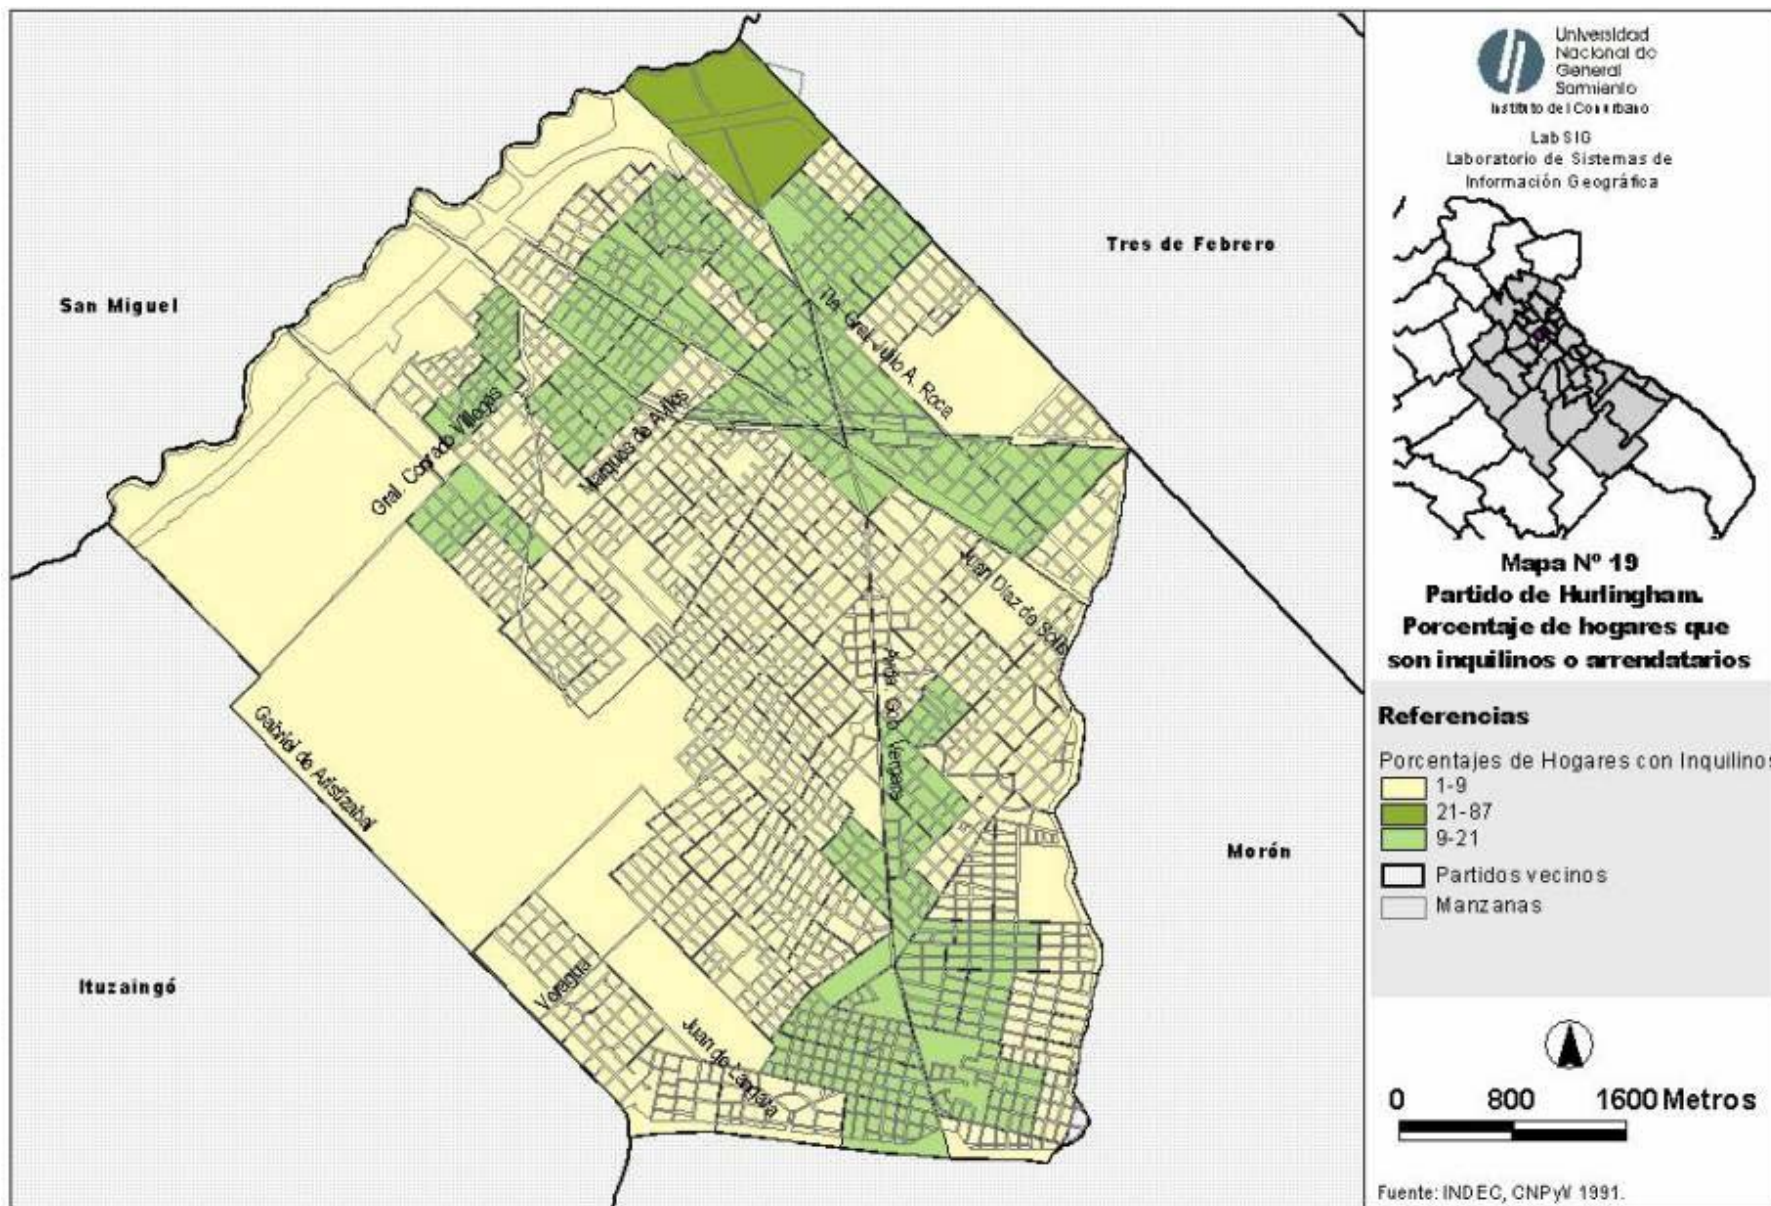 Universidad
Nacional de
General
Sarmiento
Instituto del Conurbano
Lab SIG
Laboratorio de Sistemas de
Información Geográfica
Tres de Febrero
San Miguel
Tte. Gral. Julio A. Roca
Gral. Conrado Villegas
Marques de Aviles
Juan Díaz de Solís
Avda. Gob. Vergara
Gabriel de Aristizabal
Morón
Ituzaingó
Voragua
Juan de Langara
Mapa Nº 19
Partido de Hurlingham.
Porcentaje de hogares que
son inquilinos o arrendatarios
Referencias
Porcentajes de Hogares con Inquilinos
1-9
21-87
9-21
Partidos vecinos
Manzanas
0 800 1600 Metros
Fuente: INDEC, CNPyV 1991.